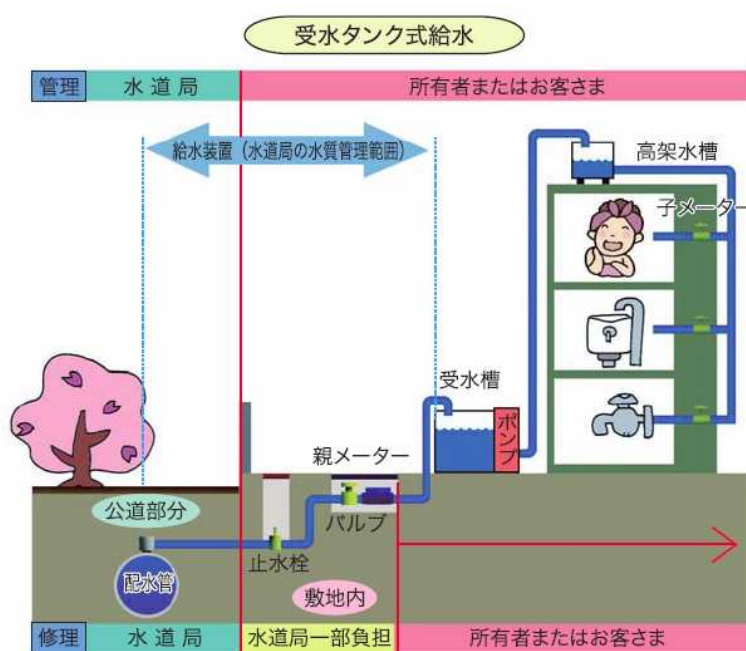 受水タンク式給水
管理
水道局
所有者またはお客さま
給水装置（水道局の水質管理範囲）
高架水槽
子メーター
受水槽
ポンプ
親メーター
バルブ
公道部分
止水栓
配水管
敷地内
修理
水道局
水道局一部負担
所有者またはお客さま